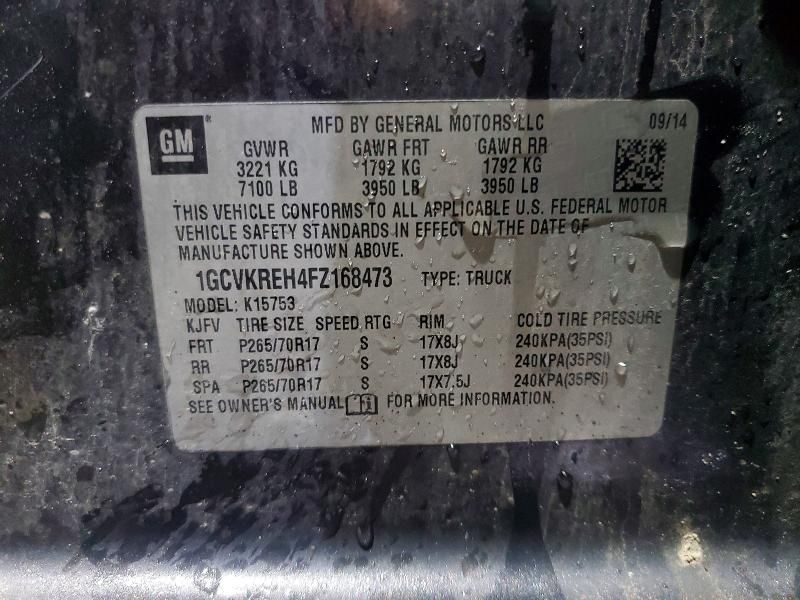 GM ® MFD BY GENERAL MOTORS LLC 09/14
GVWR GAWR FRT GAWR RR
3221 KG 1792 KG 1792 KG
7100 LB 3950 LB 3950 LB
THIS VEHICLE CONFORMS TO ALL APPLICABLE U.S. FEDERAL MOTOR
VEHICLE SAFETY STANDARDS IN EFFECT ON THE DATE OF
MANUFACTURE SHOWN ABOVE.
1GCVKREH4FZ168473 TYPE: TRUCK
MODEL: K15753
KJFV TIRE SIZE SPEED RTG RIM COLD TIRE PRESSURE
FRT P265/70R17 S 17X8J 240KPA(35PSI)
RR P265/70R17 S 17X8J 240KPA(35PSI)
SPA P265/70R17 S 17X7.5J 240KPA(35PSI)
SEE OWNER'S MANUAL FOR MORE INFORMATION.